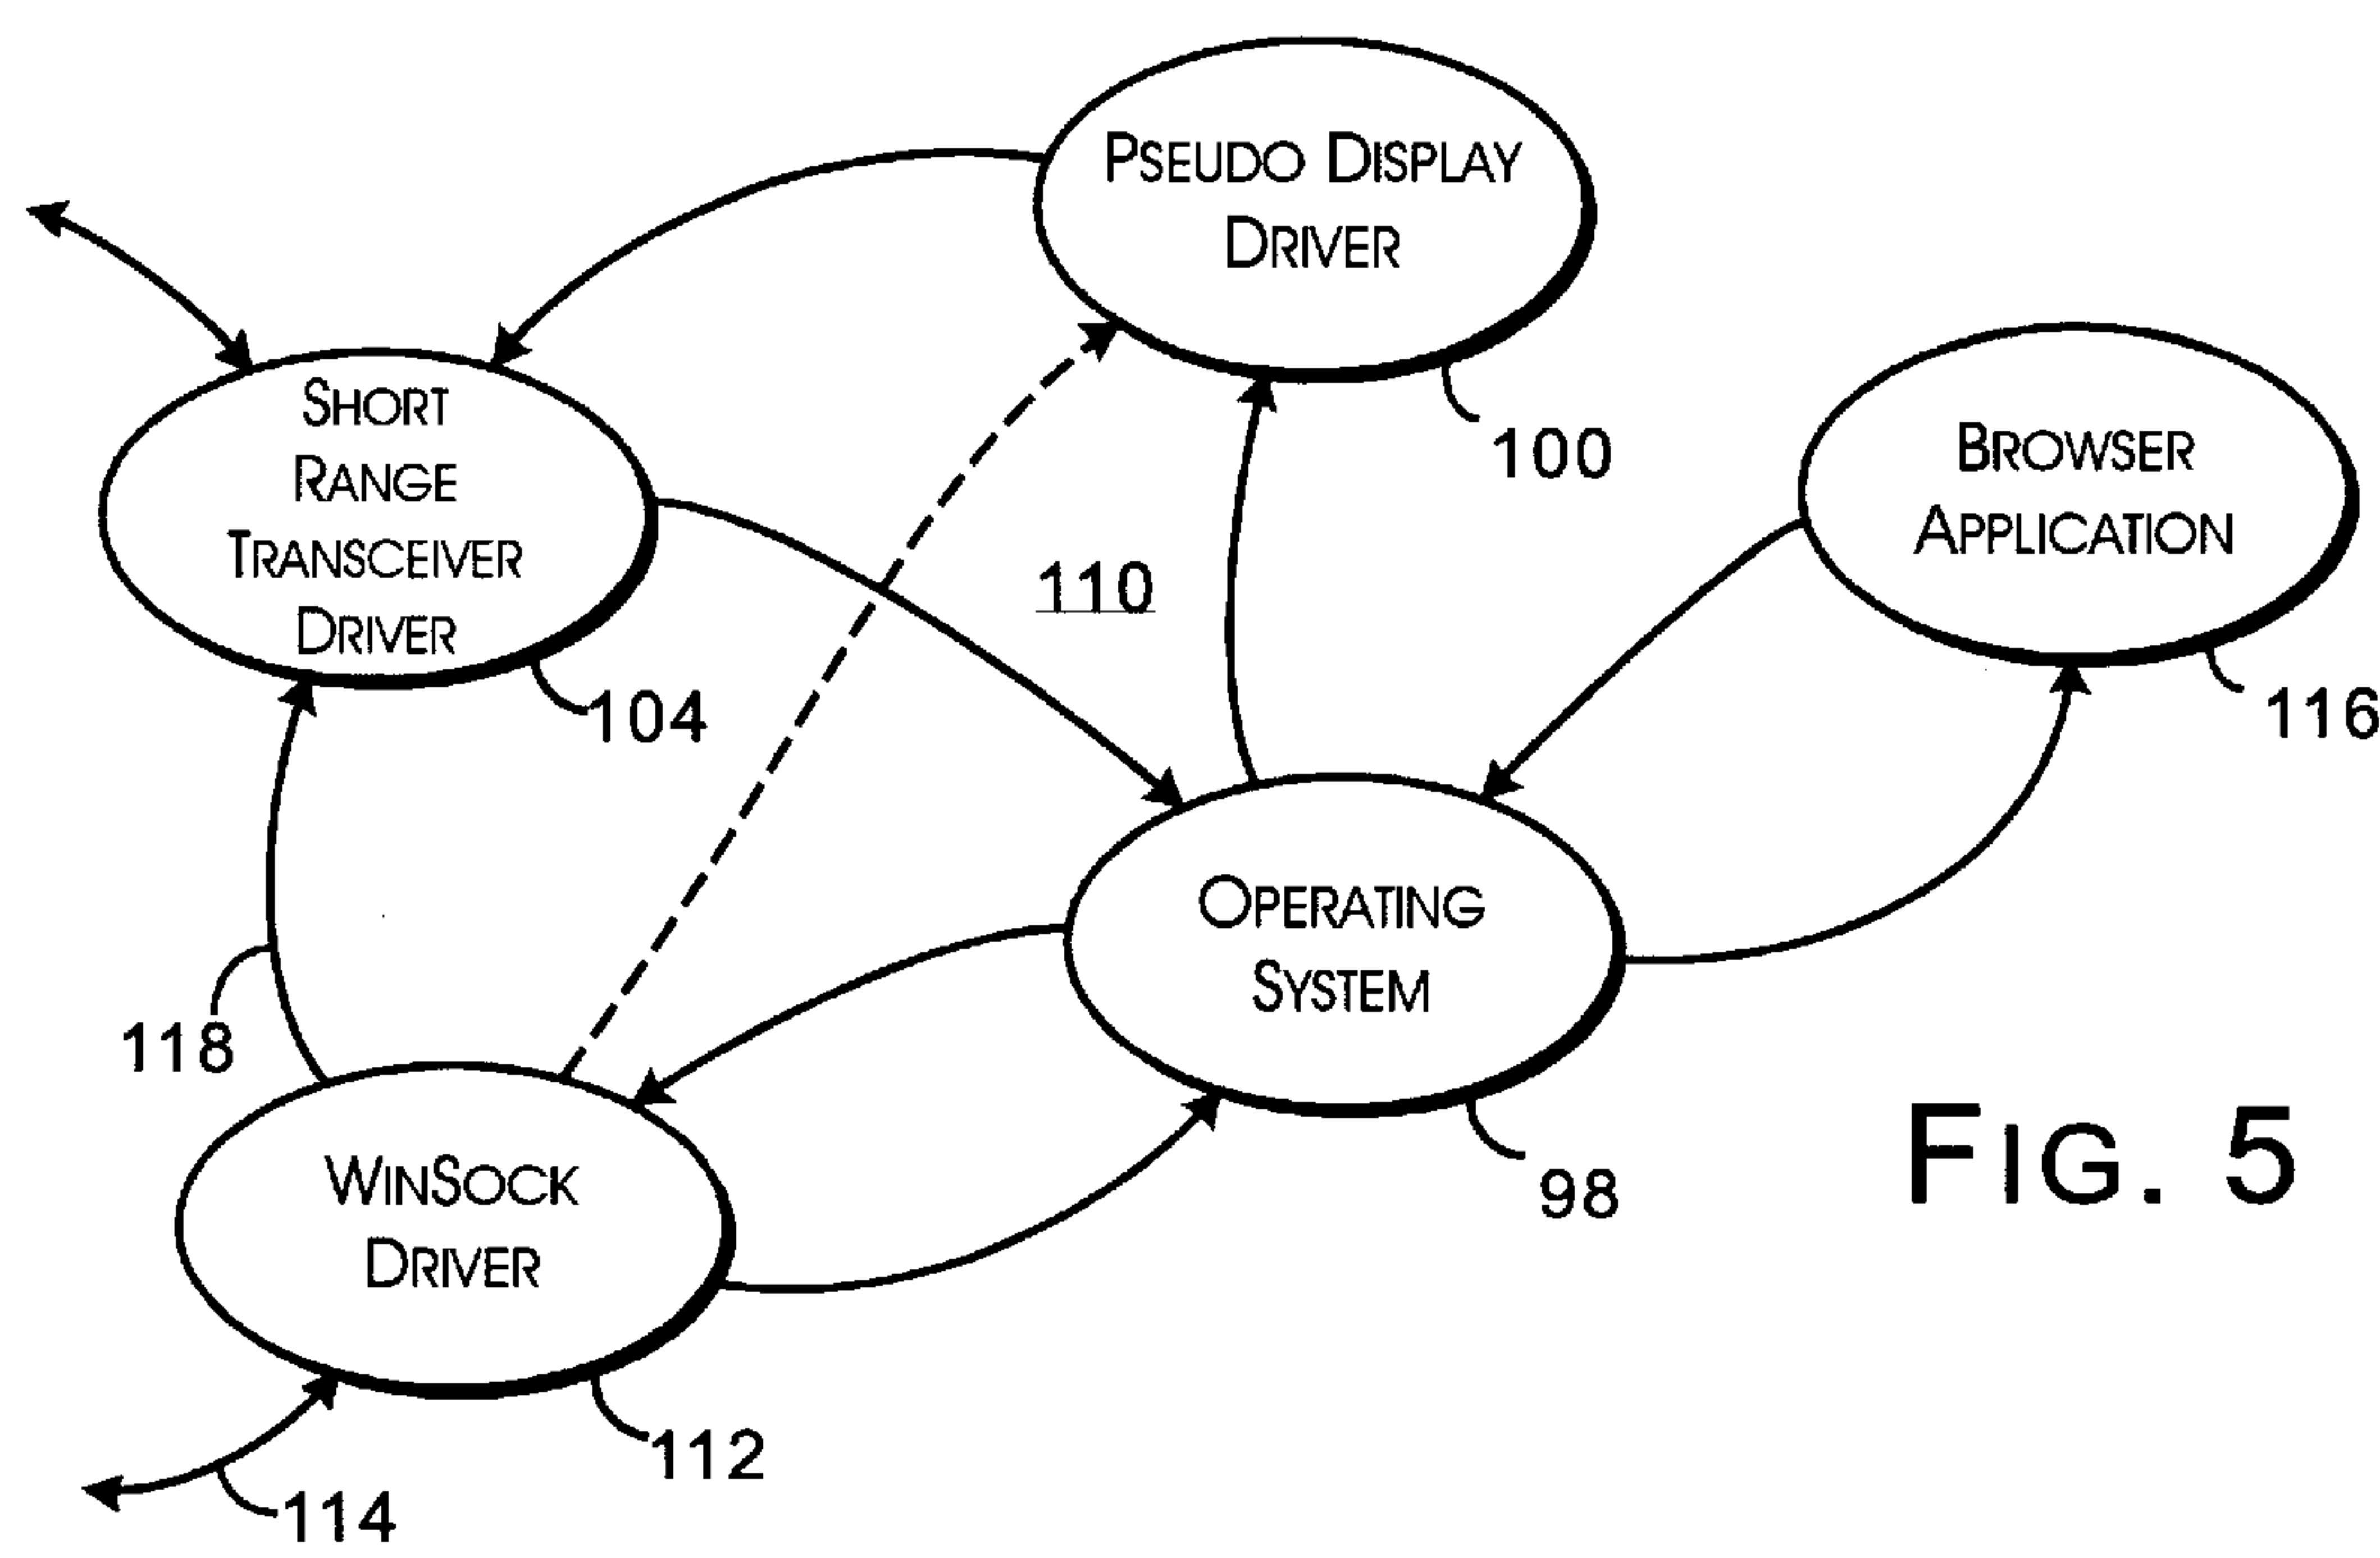 PSEUDO DISPLAY
DRIVER
100
SHORT
RANGE
TRANSCEIVER
DRIVER
104
110
BROWSER
APPLICATION
116
OPERATING
SYSTEM
98
118
WINSOCK
DRIVER
112
114
FIG. 5